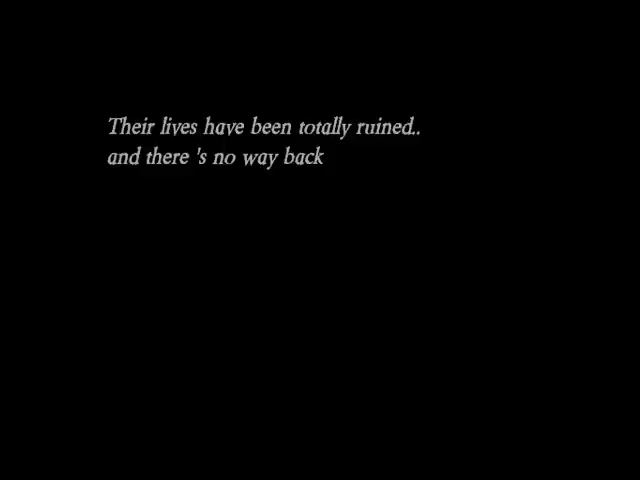 Their lives have been totally ruined..
and there 's no way back